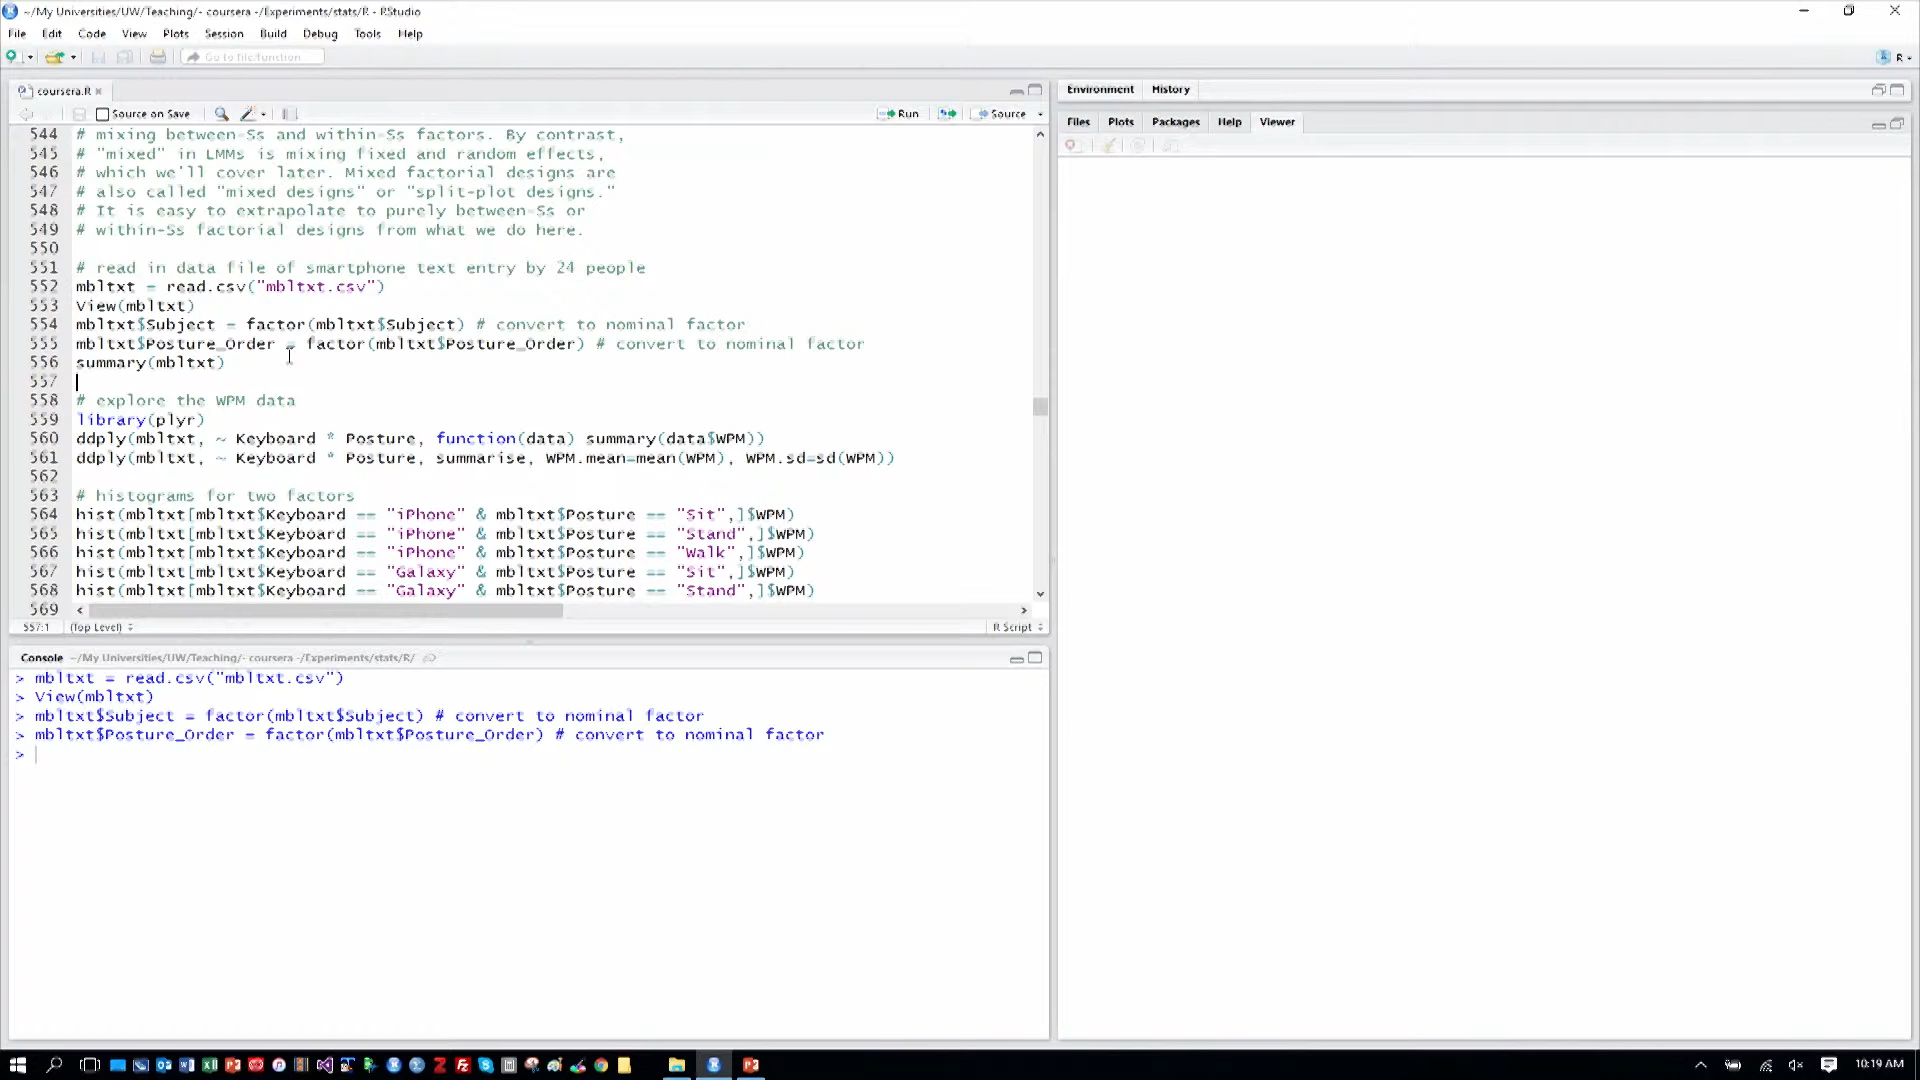 ~/My Universities/UW/Teaching/- coursera -/Experiments/stats/R - RStudio
File Edit Code View Plots Session Build Debug Tools Help
Go to file/function
R
coursera.R
Source on Save
Run
Source
544 # mixing between-Ss and within-Ss factors. By contrast,
545 # "mixed" in LMMs is mixing fixed and random effects,
546 # which we'll cover later. Mixed factorial designs are
547 # also called "mixed designs" or "split-plot designs."
548 # It is easy to extrapolate to purely between-Ss or
549 # within-Ss factorial designs from what we do here.
550
551 # read in data file of smartphone text entry by 24 people
552 mbltxt = read.csv("mbltxt.csv")
553 View(mbltxt)
554 mbltxt$Subject = factor(mbltxt$Subject) # convert to nominal factor
555 mbltxt$Posture_Order = factor(mbltxt$Posture_Order) # convert to nominal factor
556 summary(mbltxt)
557
558 # explore the WPM data
559 library(plyr)
560 ddply(mbltxt, ~ Keyboard * Posture, function(data) summary(data$WPM))
561 ddply(mbltxt, ~ Keyboard * Posture, summarise, WPM.mean=mean(WPM), WPM.sd=sd(WPM))
562
563 # histograms for two factors
564 hist(mbltxt[mbltxt$Keyboard == "iPhone" & mbltxt$Posture == "Sit",]$WPM)
565 hist(mbltxt[mbltxt$Keyboard == "iPhone" & mbltxt$Posture == "Stand",]$WPM)
566 hist(mbltxt[mbltxt$Keyboard == "iPhone" & mbltxt$Posture == "Walk",]$WPM)
567 hist(mbltxt[mbltxt$Keyboard == "Galaxy" & mbltxt$Posture == "Sit",]$WPM)
568 hist(mbltxt[mbltxt$Keyboard == "Galaxy" & mbltxt$Posture == "Stand",]$WPM)
569
557:1 (Top Level) R Script
Console ~/My Universities/UW/Teaching/- coursera -/Experiments/stats/R/
> mbltxt = read.csv("mbltxt.csv")
> View(mbltxt)
> mbltxt$Subject = factor(mbltxt$Subject) # convert to nominal factor
> mbltxt$Posture_Order = factor(mbltxt$Posture_Order) # convert to nominal factor
>
Environment History
Files Plots Packages Help Viewer
10:19 AM